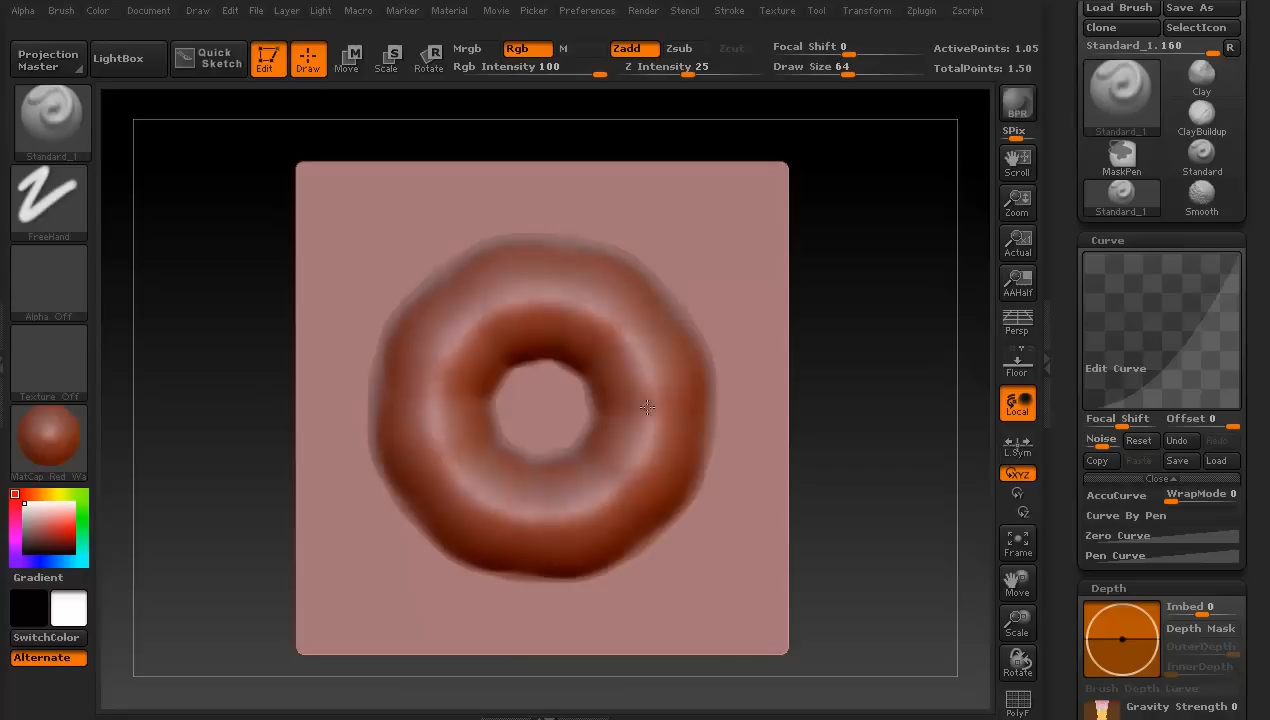 Alpha Brush Color Document Draw Edit File Layer Light Macro Marker Material Movie Picker Preferences Render Stencil Stroke Texture Tool Transform Zplugin Zscript
Projection Master
LightBox
Quick Sketch
Edit
Draw
Move
Scale
Rotate
Mrgb Rgb M
Rgb Intensity 100
Zadd Zsub Zcut
Z Intensity 25
Focal Shift 0
Draw Size 64
ActivePoints: 1.05
TotalPoints: 1.50
Standard_1
FreeHand
Alpha Off
Texture Off
MatCap Red Wa
Gradient
SwitchColor
Alternate
BPR
SPix
Scroll
Zoom
Actual
AAHalf
Persp
Floor
Local
L.Sym
XYZ
Frame
Move
Scale
Rotate
PolyF
Load Brush Save As
Clone SelectIcon
Standard_1. 160 R
Standard_1
Clay
ClayBuildup
MaskPen Standard
Standard_1 Smooth
Curve
Edit Curve
Focal Shift Offset 0
Noise Reset Undo Redo
Copy Paste Save Load
Close
AccuCurve WrapMode 0
Curve By Pen
Zero Curve
Pen Curve
Depth
Imbed 0
Depth Mask
OuterDepth
InnerDepth
Brush Depth Curve
Gravity Strength 0